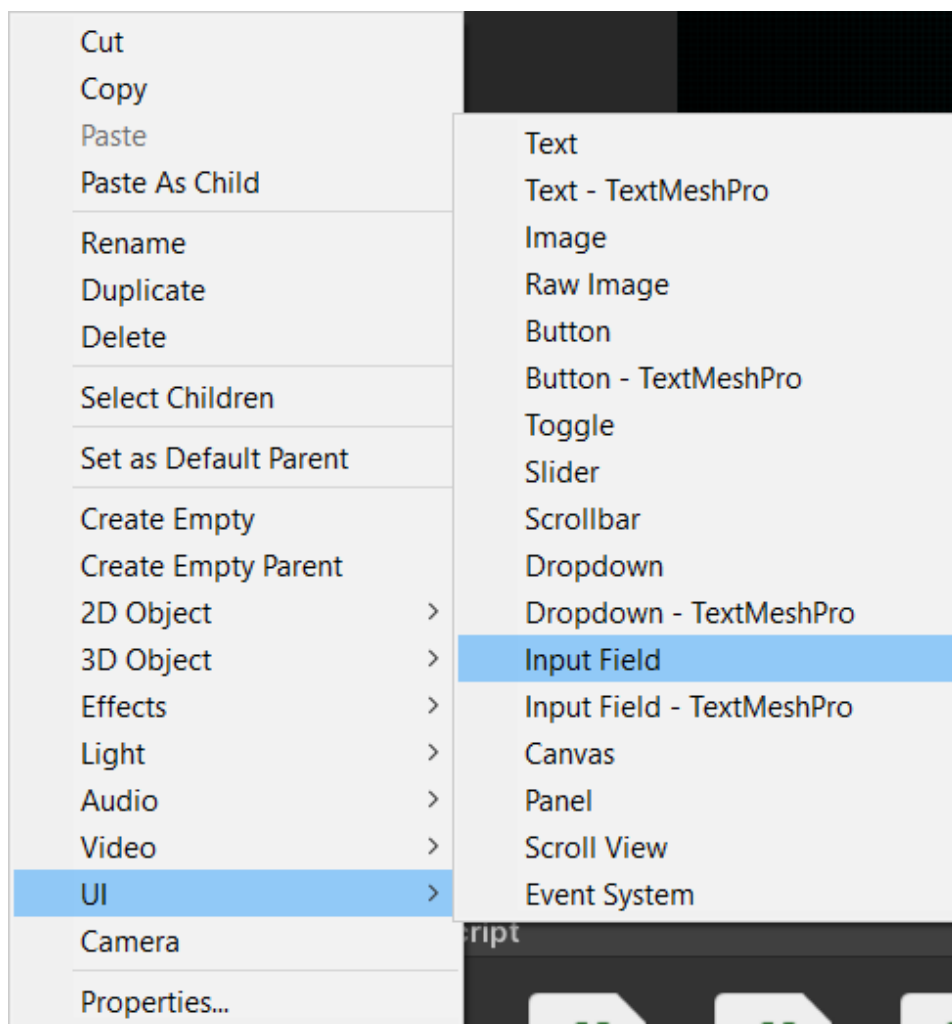 Cut
Copy
Paste
Paste As Child
Rename
Duplicate
Delete
Select Children
Set as Default Parent
Create Empty
Create Empty Parent
2D Object
3D Object
Effects
Light
Audio
Video
UI
Camera
Properties...
Text
Text - TextMeshPro
Image
Raw Image
Button
Button - TextMeshPro
Toggle
Slider
Scrollbar
Dropdown
Dropdown - TextMeshPro
Input Field
Input Field - TextMeshPro
Canvas
Panel
Scroll View
Event System